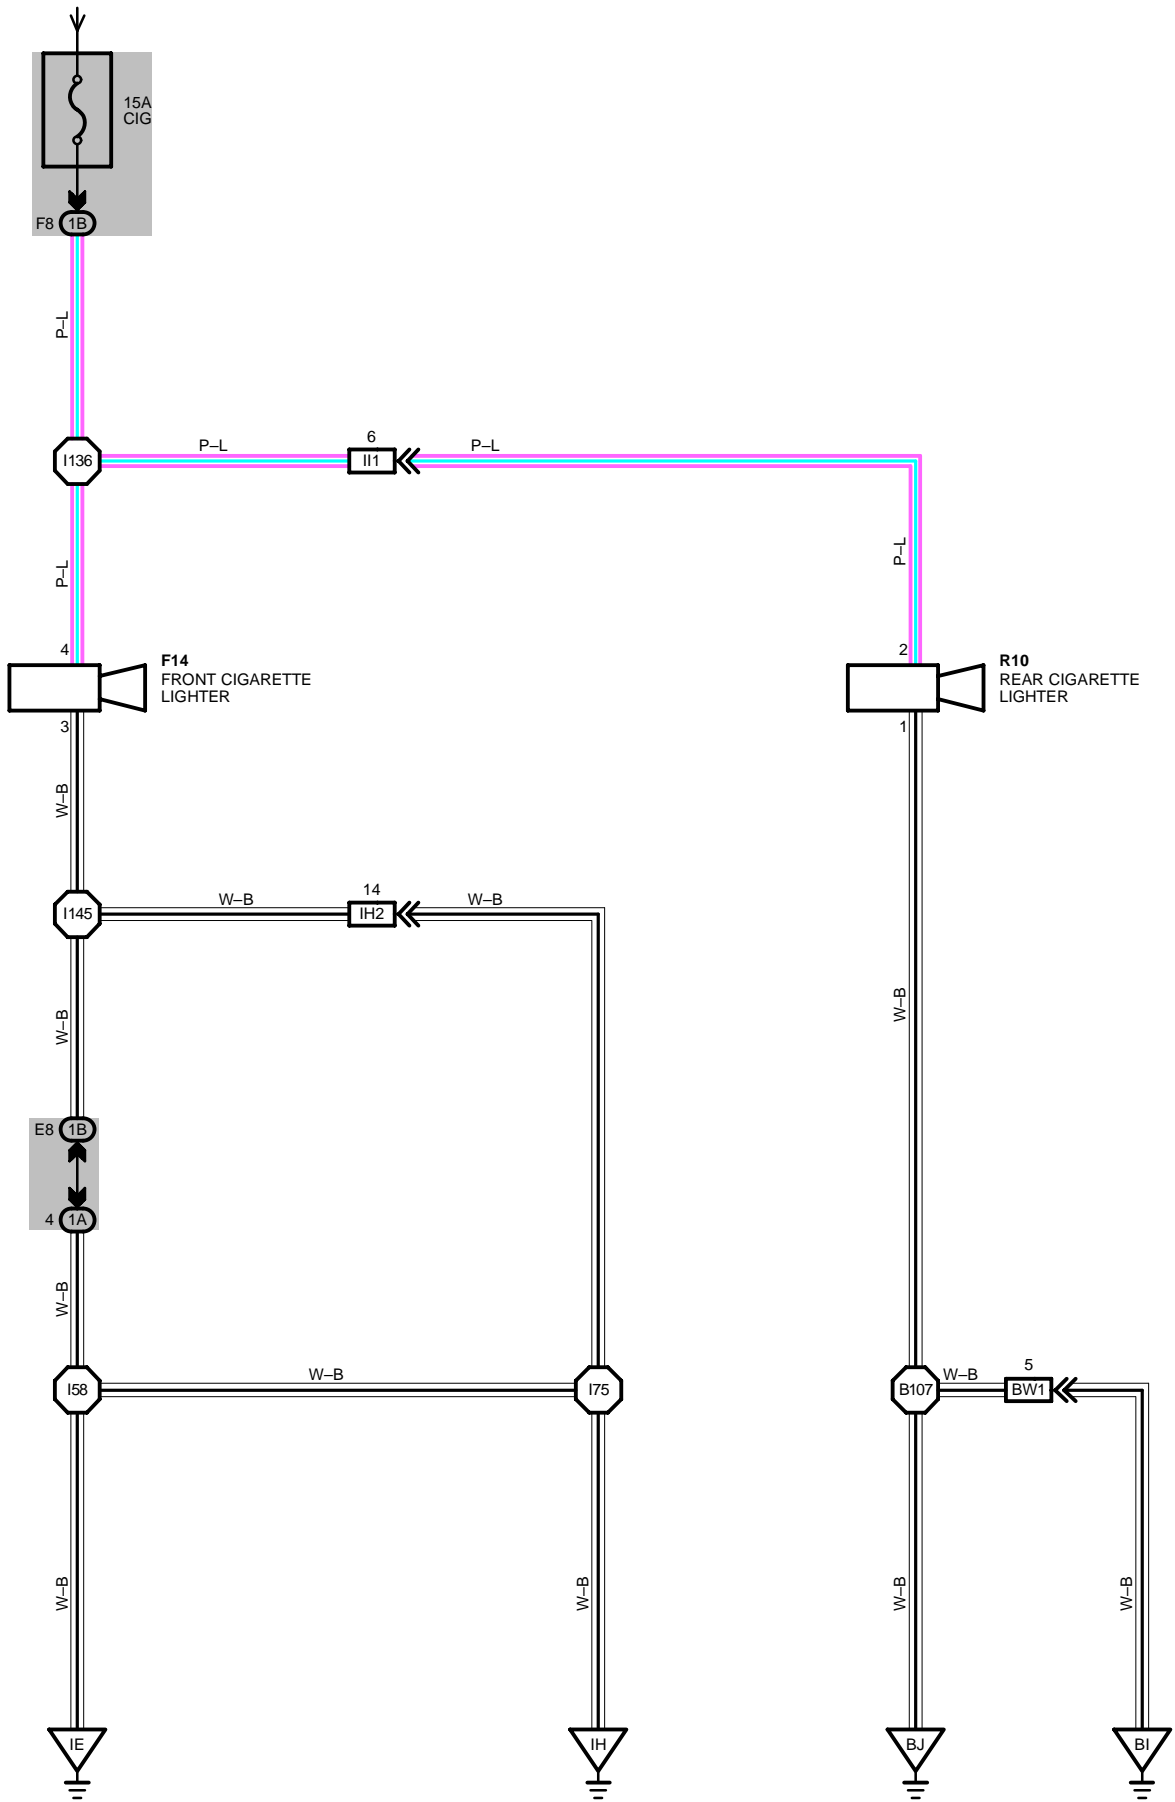 15A
CIG
F8 1B
P–L
6
P–L
P–L
I136
II1
P–L
P–L
4
F14
FRONT CIGARETTE
LIGHTER
2
R10
REAR CIGARETTE
LIGHTER
3
1
W–B
14
W–B
W–B
I145
IH2
W–B
W–B
E8 1B
4 1A
W–B
5
W–B
W–B
I58
I75
B107
BW1
W–B
W–B
W–B
W–B
IE
IH
BJ
BI